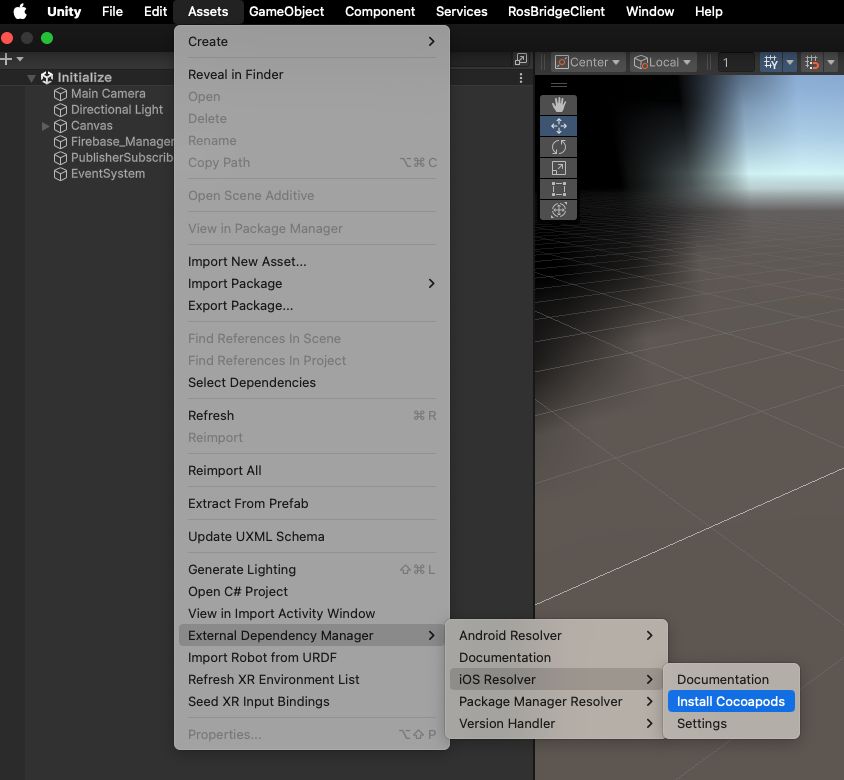 Unity File Edit Assets GameObject Component Services RosBridgeClient Window Help
Create
Center Local 1
Reveal in Finder
Initialize
Main Camera
Directional Light
Canvas
Firebase_Manager
PublisherSubscrib
EventSystem
Open
Delete
Rename
Copy Path ⌥⌘C
Open Scene Additive
View in Package Manager
Import New Asset...
Import Package
Export Package...
Find References In Scene
Find References In Project
Select Dependencies
Refresh ⌘R
Reimport
Reimport All
Extract From Prefab
Update UXML Schema
Generate Lighting ⇧⌘L
Open C# Project
View in Import Activity Window
External Dependency Manager
Import Robot from URDF
Refresh XR Environment List
Seed XR Input Bindings
Properties... ⌥⇧P
Android Resolver
Documentation
iOS Resolver
Package Manager Resolver
Version Handler
Documentation
Install Cocoapods
Settings